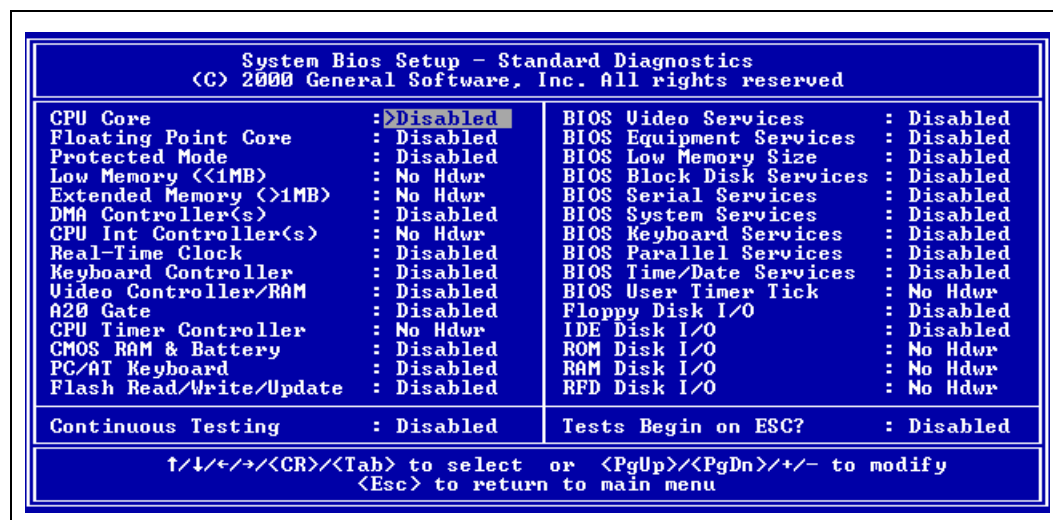 System Bios Setup - Standard Diagnostics
(C) 2000 General Software, Inc. All rights reserved
CPU Core :>Disabled
Floating Point Core : Disabled
Protected Mode : Disabled
Low Memory (<1MB) : No Hdwr
Extended Memory (>1MB) : No Hdwr
DMA Controller(s) : Disabled
CPU Int Controller(s) : No Hdwr
Real-Time Clock : Disabled
Keyboard Controller : Disabled
Video Controller/RAM : Disabled
A20 Gate : Disabled
CPU Timer Controller : No Hdwr
CMOS RAM & Battery : Disabled
PC/AT Keyboard : Disabled
Flash Read/Write/Update : Disabled
BIOS Video Services : Disabled
BIOS Equipment Services : Disabled
BIOS Low Memory Size : Disabled
BIOS Block Disk Services : Disabled
BIOS Serial Services : Disabled
BIOS System Services : Disabled
BIOS Keyboard Services : Disabled
BIOS Parallel Services : Disabled
BIOS Time/Date Services : Disabled
BIOS User Timer Tick : No Hdwr
Floppy Disk I/O : Disabled
IDE Disk I/O : Disabled
ROM Disk I/O : No Hdwr
RAM Disk I/O : No Hdwr
RFD Disk I/O : No Hdwr
Continuous Testing : Disabled
Tests Begin on ESC? : Disabled
↑/↓/←/→/<CR>/<Tab> to select or <PgUp>/<PgDn>/+/- to modify
<Esc> to return to main menu